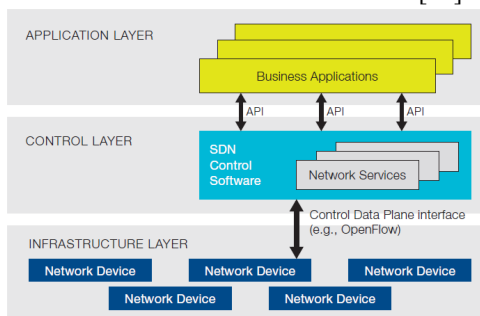 APPLICATION LAYER
Business Applications
API API API
CONTROL LAYER
SDN
Control
Software
Network Services
Control Data Plane interface
(e.g., OpenFlow)
INFRASTRUCTURE LAYER
Network Device Network Device Network Device
Network Device Network Device